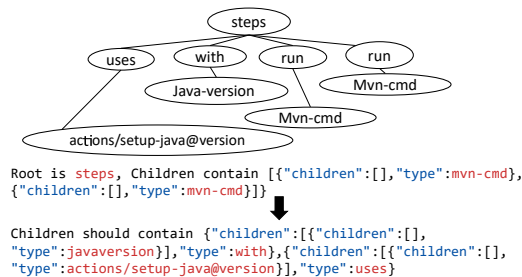 steps
uses with run run
Java-version Mvn-cmd
Mvn-cmd
actions/setup-java@version
Root is steps, Children contain [{"children":[],"type":mvn-cmd},
{"children":[],"type":mvn-cmd}]}
Children should contain {"children":[{"children":[],
"type":javaversion}],"type":with},{"children":[{"children":[],
"type":actions/setup-java@version}],"type":uses}